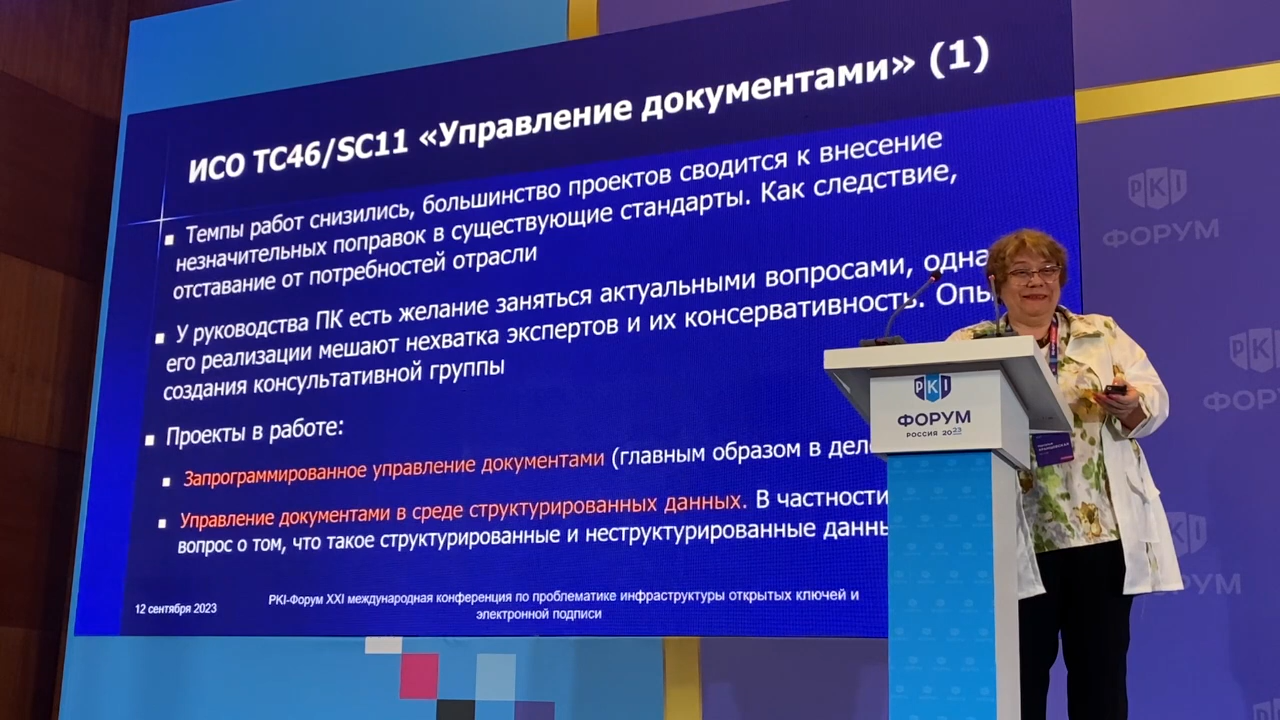 ИСО ТС46/SC11 «Управление документами» (1)
Темпы работ снизились, большинство проектов сводится к внесение
незначительных поправок в существующие стандарты. Как следствие,
отставание от потребностей отрасли
У руководства ПК есть желание заняться актуальными вопросами, одна
его реализации мешают нехватка экспертов и их консервативность. Опы
создания консультативной группы
Проекты в работе:
Запрограммированное управление документами (главным образом в дел
Управление документами в среде структурированных данных. В частности
вопрос о том, что такое структурированные и неструктурированные данн
12 сентября 2023
PKI-Форум XXI международная конференция по проблематике инфраструктуры открытых ключей и
электронной подписи
PKI
ФОРУМ
РОССИЯ 2023
PKI
ФОРУМ
PKI
ФОР